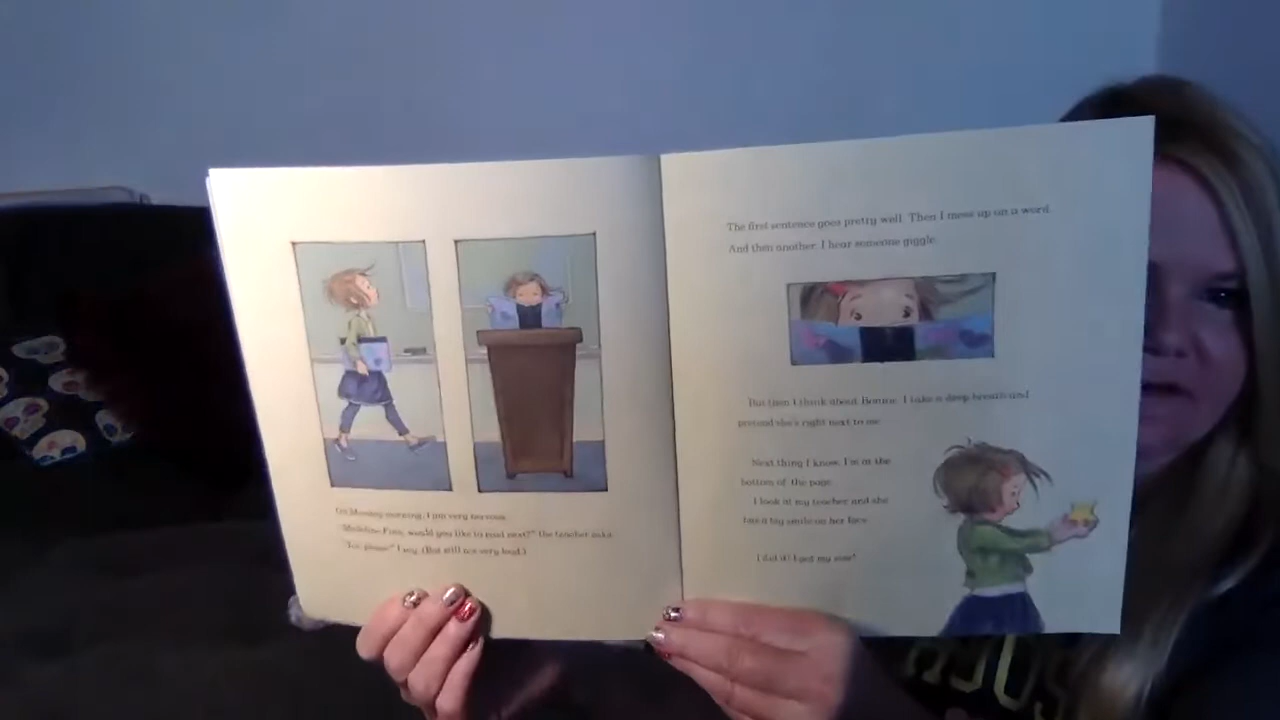 On Monday morning, I am very nervous.
"Madeline Finn, would you like to read next?" the teacher asks.
"Yes, please!" I say. (But still not very loud.)
The first sentence goes pretty well. Then I mess up on a word.
And then another. I hear someone giggle.
But then I think about Bonnie. I take a deep breath and
pretend she's right next to me.
Next thing I know, I'm at the
bottom of the page.
I look at my teacher and she
has a big smile on her face.
I did it! I got my star!